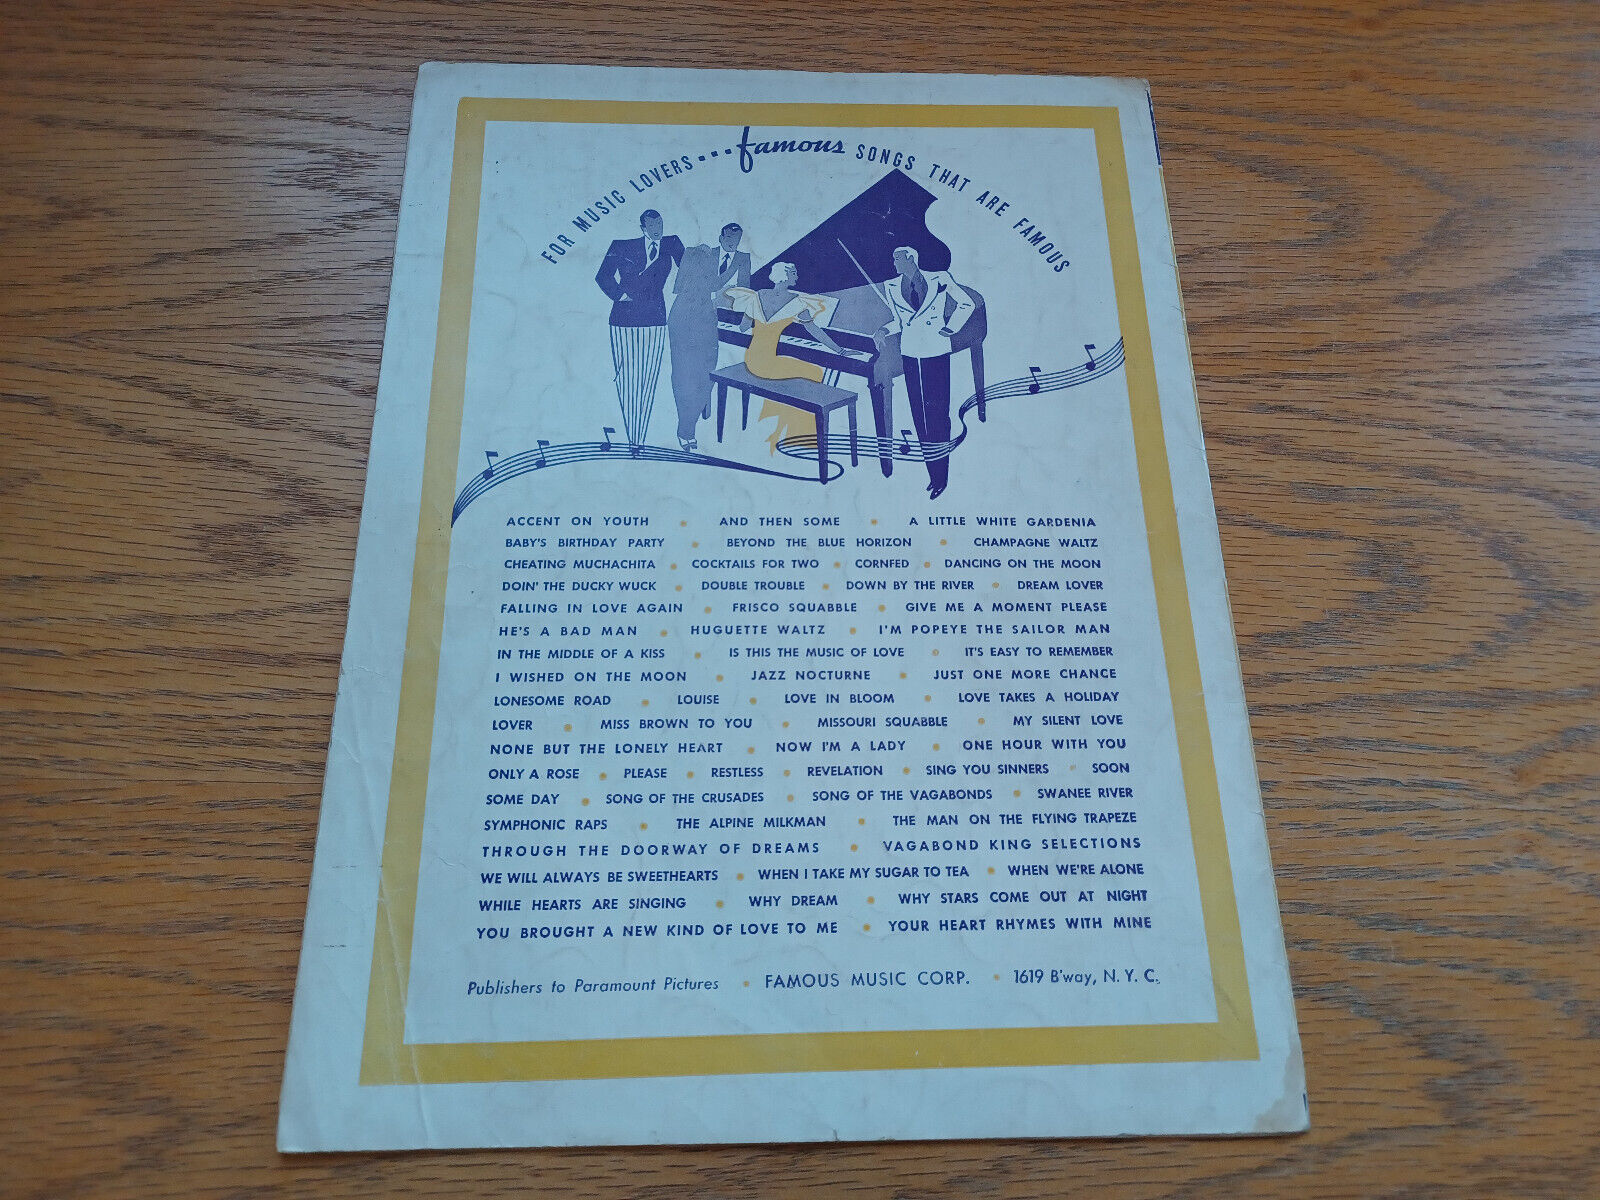 FOR MUSIC LOVERS... famous SONGS THAT ARE FAMOUS
ACCENT ON YOUTH • AND THEN SOME • A LITTLE WHITE GARDENIA
BABY'S BIRTHDAY PARTY • BEYOND THE BLUE HORIZON • CHAMPAGNE WALTZ
CHEATING MUCHACHITA • COCKTAILS FOR TWO • CORNFED • DANCING ON THE MOON
DOIN' THE DUCKY WUCK • DOUBLE TROUBLE • DOWN BY THE RIVER • DREAM LOVER
FALLING IN LOVE AGAIN • FRISCO SQUABBLE • GIVE ME A MOMENT PLEASE
HE'S A BAD MAN • HUGUETTE WALTZ • I'M POPEYE THE SAILOR MAN
IN THE MIDDLE OF A KISS • IS THIS THE MUSIC OF LOVE • IT'S EASY TO REMEMBER
I WISHED ON THE MOON • JAZZ NOCTURNE • JUST ONE MORE CHANCE
LONESOME ROAD • LOUISE • LOVE IN BLOOM • LOVE TAKES A HOLIDAY
LOVER • MISS BROWN TO YOU • MISSOURI SQUABBLE • MY SILENT LOVE
NONE BUT THE LONELY HEART • NOW I'M A LADY • ONE HOUR WITH YOU
ONLY A ROSE • PLEASE • RESTLESS • REVELATION • SING YOU SINNERS • SOON
SOME DAY • SONG OF THE CRUSADES • SONG OF THE VAGABONDS • SWANEE RIVER
SYMPHONIC RAPS • THE ALPINE MILKMAN • THE MAN ON THE FLYING TRAPEZE
THROUGH THE DOORWAY OF DREAMS • VAGABOND KING SELECTIONS
WE WILL ALWAYS BE SWEETHEARTS • WHEN I TAKE MY SUGAR TO TEA • WHEN WE'RE ALONE
WHILE HEARTS ARE SINGING • WHY DREAM • WHY STARS COME OUT AT NIGHT
YOU BROUGHT A NEW KIND OF LOVE TO ME • YOUR HEART RHYMES WITH MINE
Publishers to Paramount Pictures • FAMOUS MUSIC CORP. • 1619 B'way, N. Y. C.